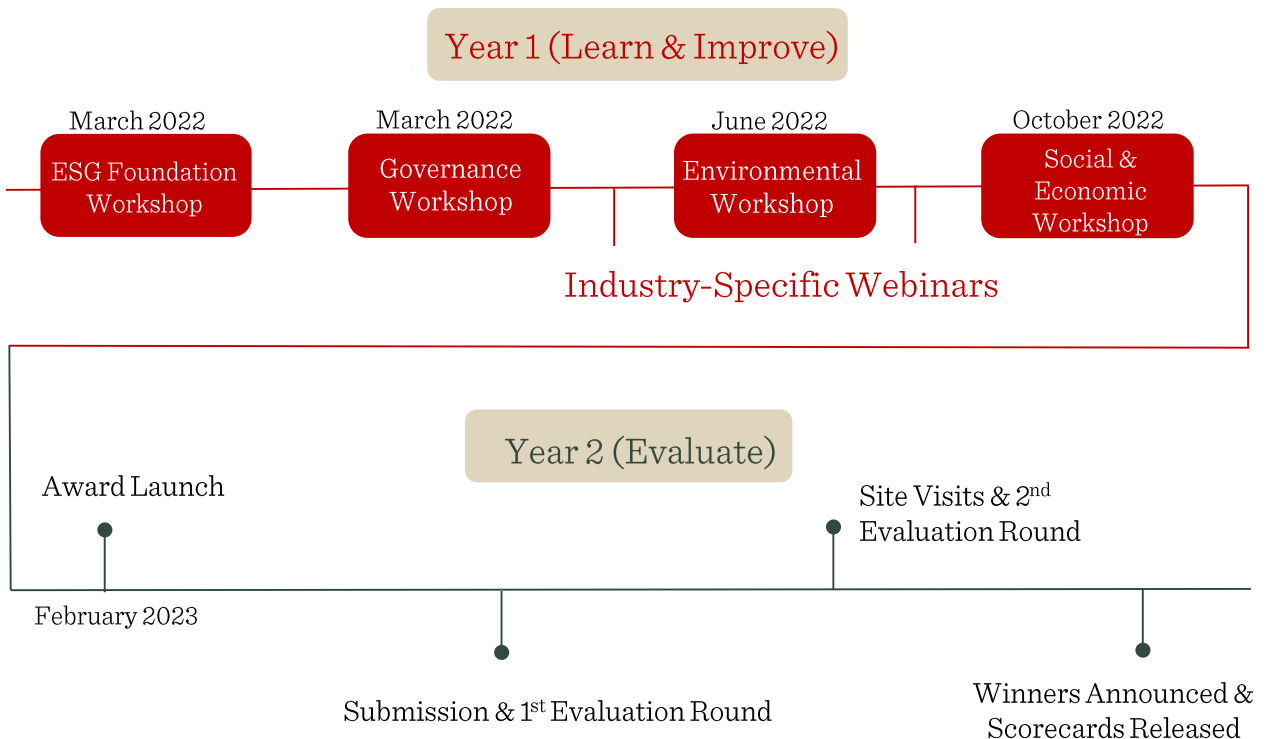 Year 1 (Learn & Improve)
March 2022
ESG Foundation
Workshop
March 2022
Governance
Workshop
June 2022
Environmental
Workshop
October 2022
Social &
Economic
Workshop
Industry-Specific Webinars
Year 2 (Evaluate)
Award Launch
February 2023
Submission & 1st Evaluation Round
Site Visits & 2nd
Evaluation Round
Winners Announced &
Scorecards Released